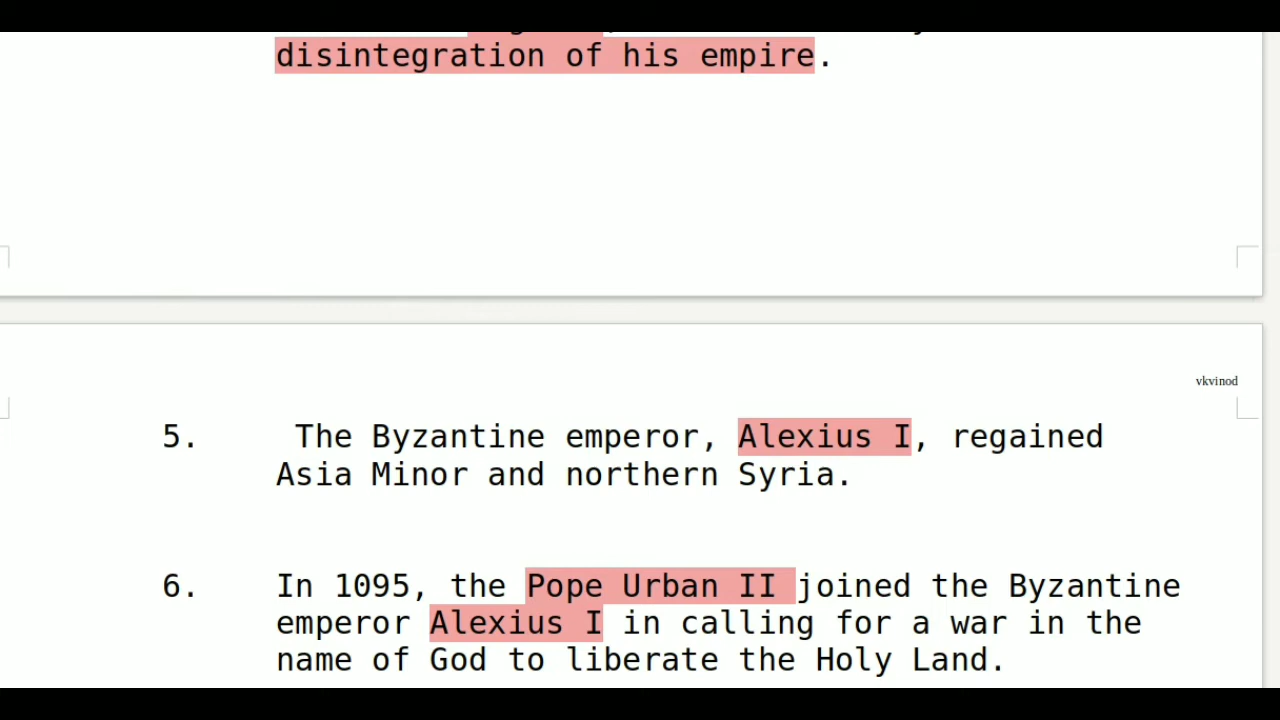 disintegration of his empire.
vkvinod
5. The Byzantine emperor, Alexius I, regained
Asia Minor and northern Syria.
6. In 1095, the Pope Urban II joined the Byzantine
emperor Alexius I in calling for a war in the
name of God to liberate the Holy Land.